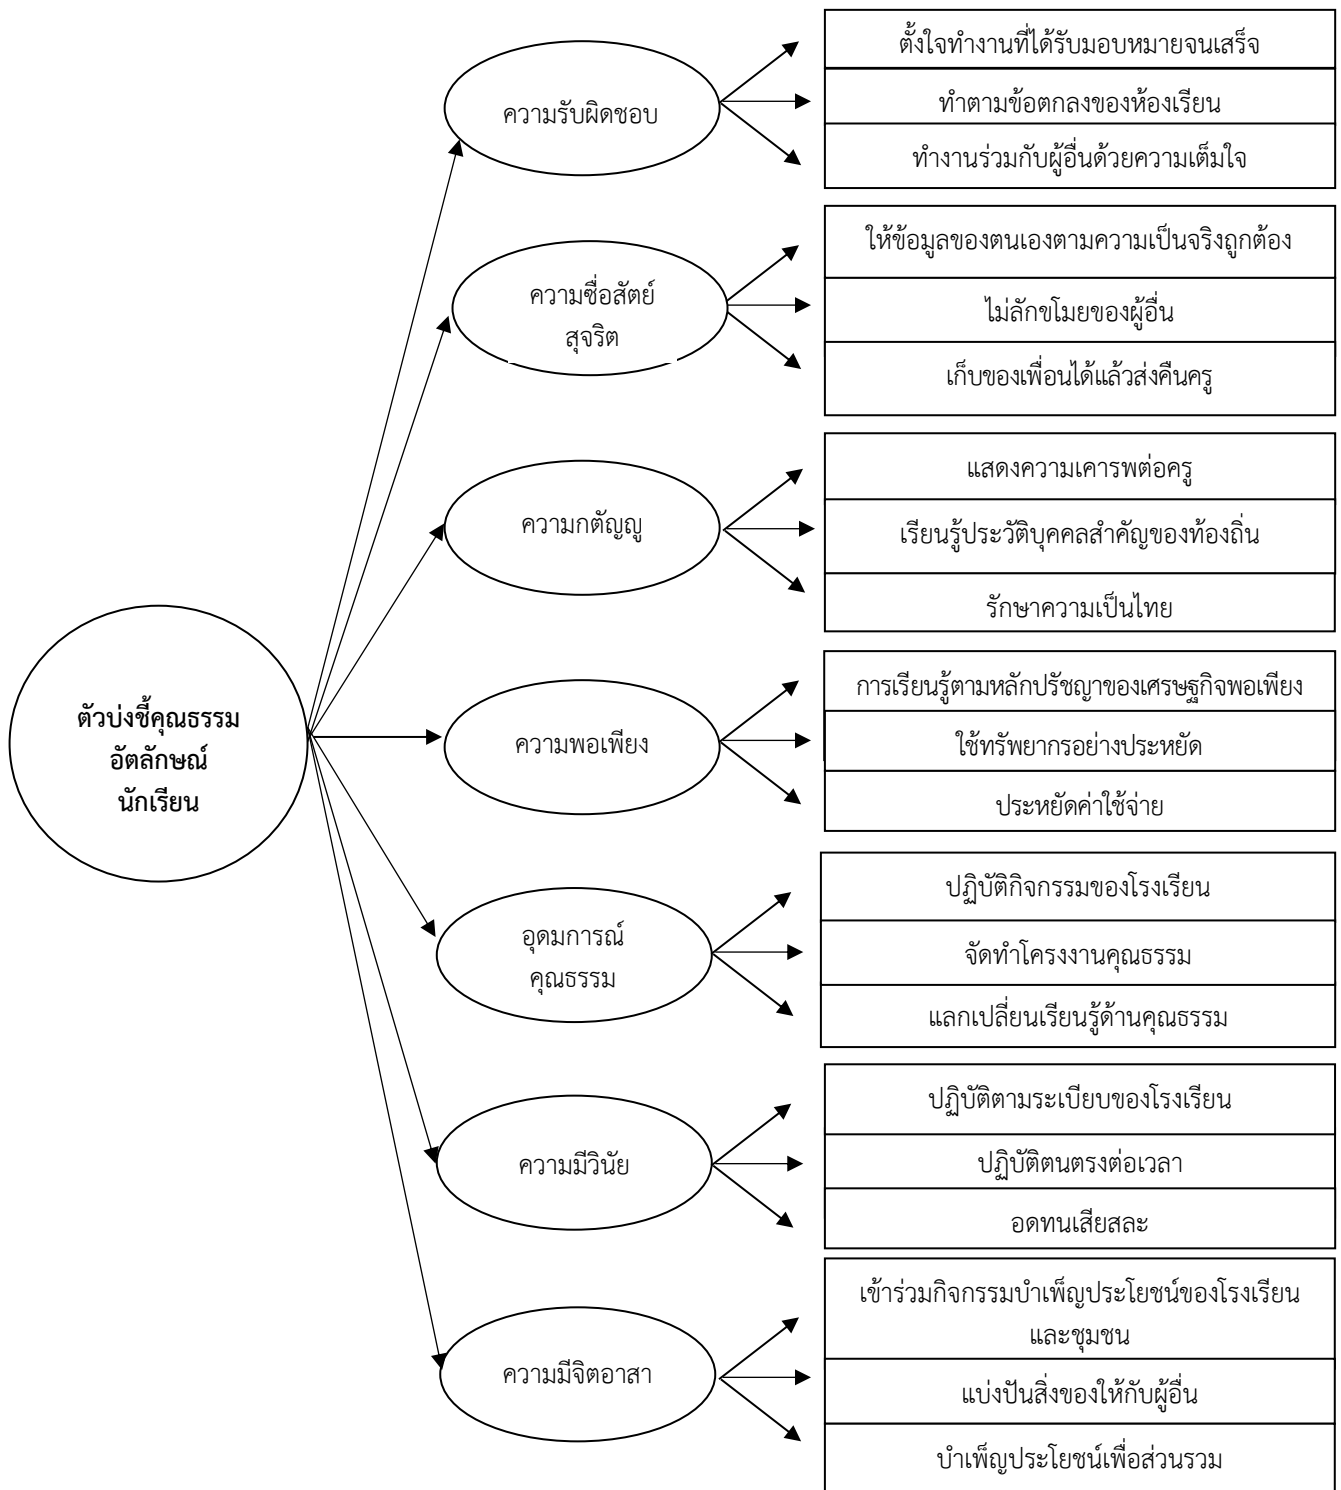 ตั้งใจทำงานที่ได้รับมอบหมายจนเสร็จ
ความรับผิดชอบ
ทำตามข้อตกลงของห้องเรียน
ทำงานร่วมกับผู้อื่นด้วยความเต็มใจ
ให้ข้อมูลของตนเองตามความเป็นจริงถูกต้อง
ความซื่อสัตย์
สุจริต
ไม่ลักขโมยของผู้อื่น
เก็บของเพื่อนได้แล้วส่งคืนครู
แสดงความเคารพต่อครู
ความกตัญญู
เรียนรู้ประวัติบุคคลสำคัญของท้องถิ่น
รักษาความเป็นไทย
ตัวบ่งชี้คุณธรรม
อัตลักษณ์
นักเรียน
การเรียนรู้ตามหลักปรัชญาของเศรษฐกิจพอเพียง
ความพอเพียง
ใช้ทรัพยากรอย่างประหยัด
ประหยัดค่าใช้จ่าย
ปฏิบัติกิจกรรมของโรงเรียน
อุดมการณ์
คุณธรรม
จัดทำโครงงานคุณธรรม
แลกเปลี่ยนเรียนรู้ด้านคุณธรรม
ปฏิบัติตามระเบียบของโรงเรียน
ความมีวินัย
ปฏิบัติตนตรงต่อเวลา
อดทนเสียสละ
เข้าร่วมกิจกรรมบำเพ็ญประโยชน์ของโรงเรียน
และชุมชน
ความมีจิตอาสา
แบ่งปันสิ่งของให้กับผู้อื่น
บำเพ็ญประโยชน์เพื่อส่วนรวม